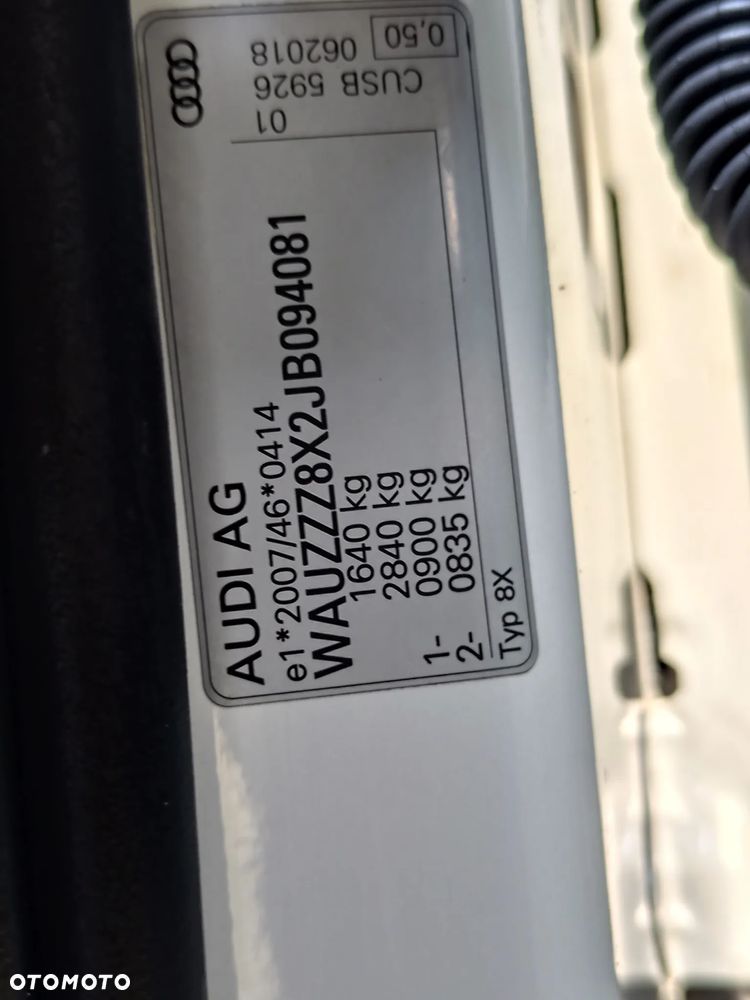 AUDI AG
e1*2007/46*0414
WAUZZZ8X2JB094081
1640 kg
2840 kg
1- 0900 kg
2- 0835 kg
Typ 8X
062018 0,50
CUSB 5926
01
OTOMOTO